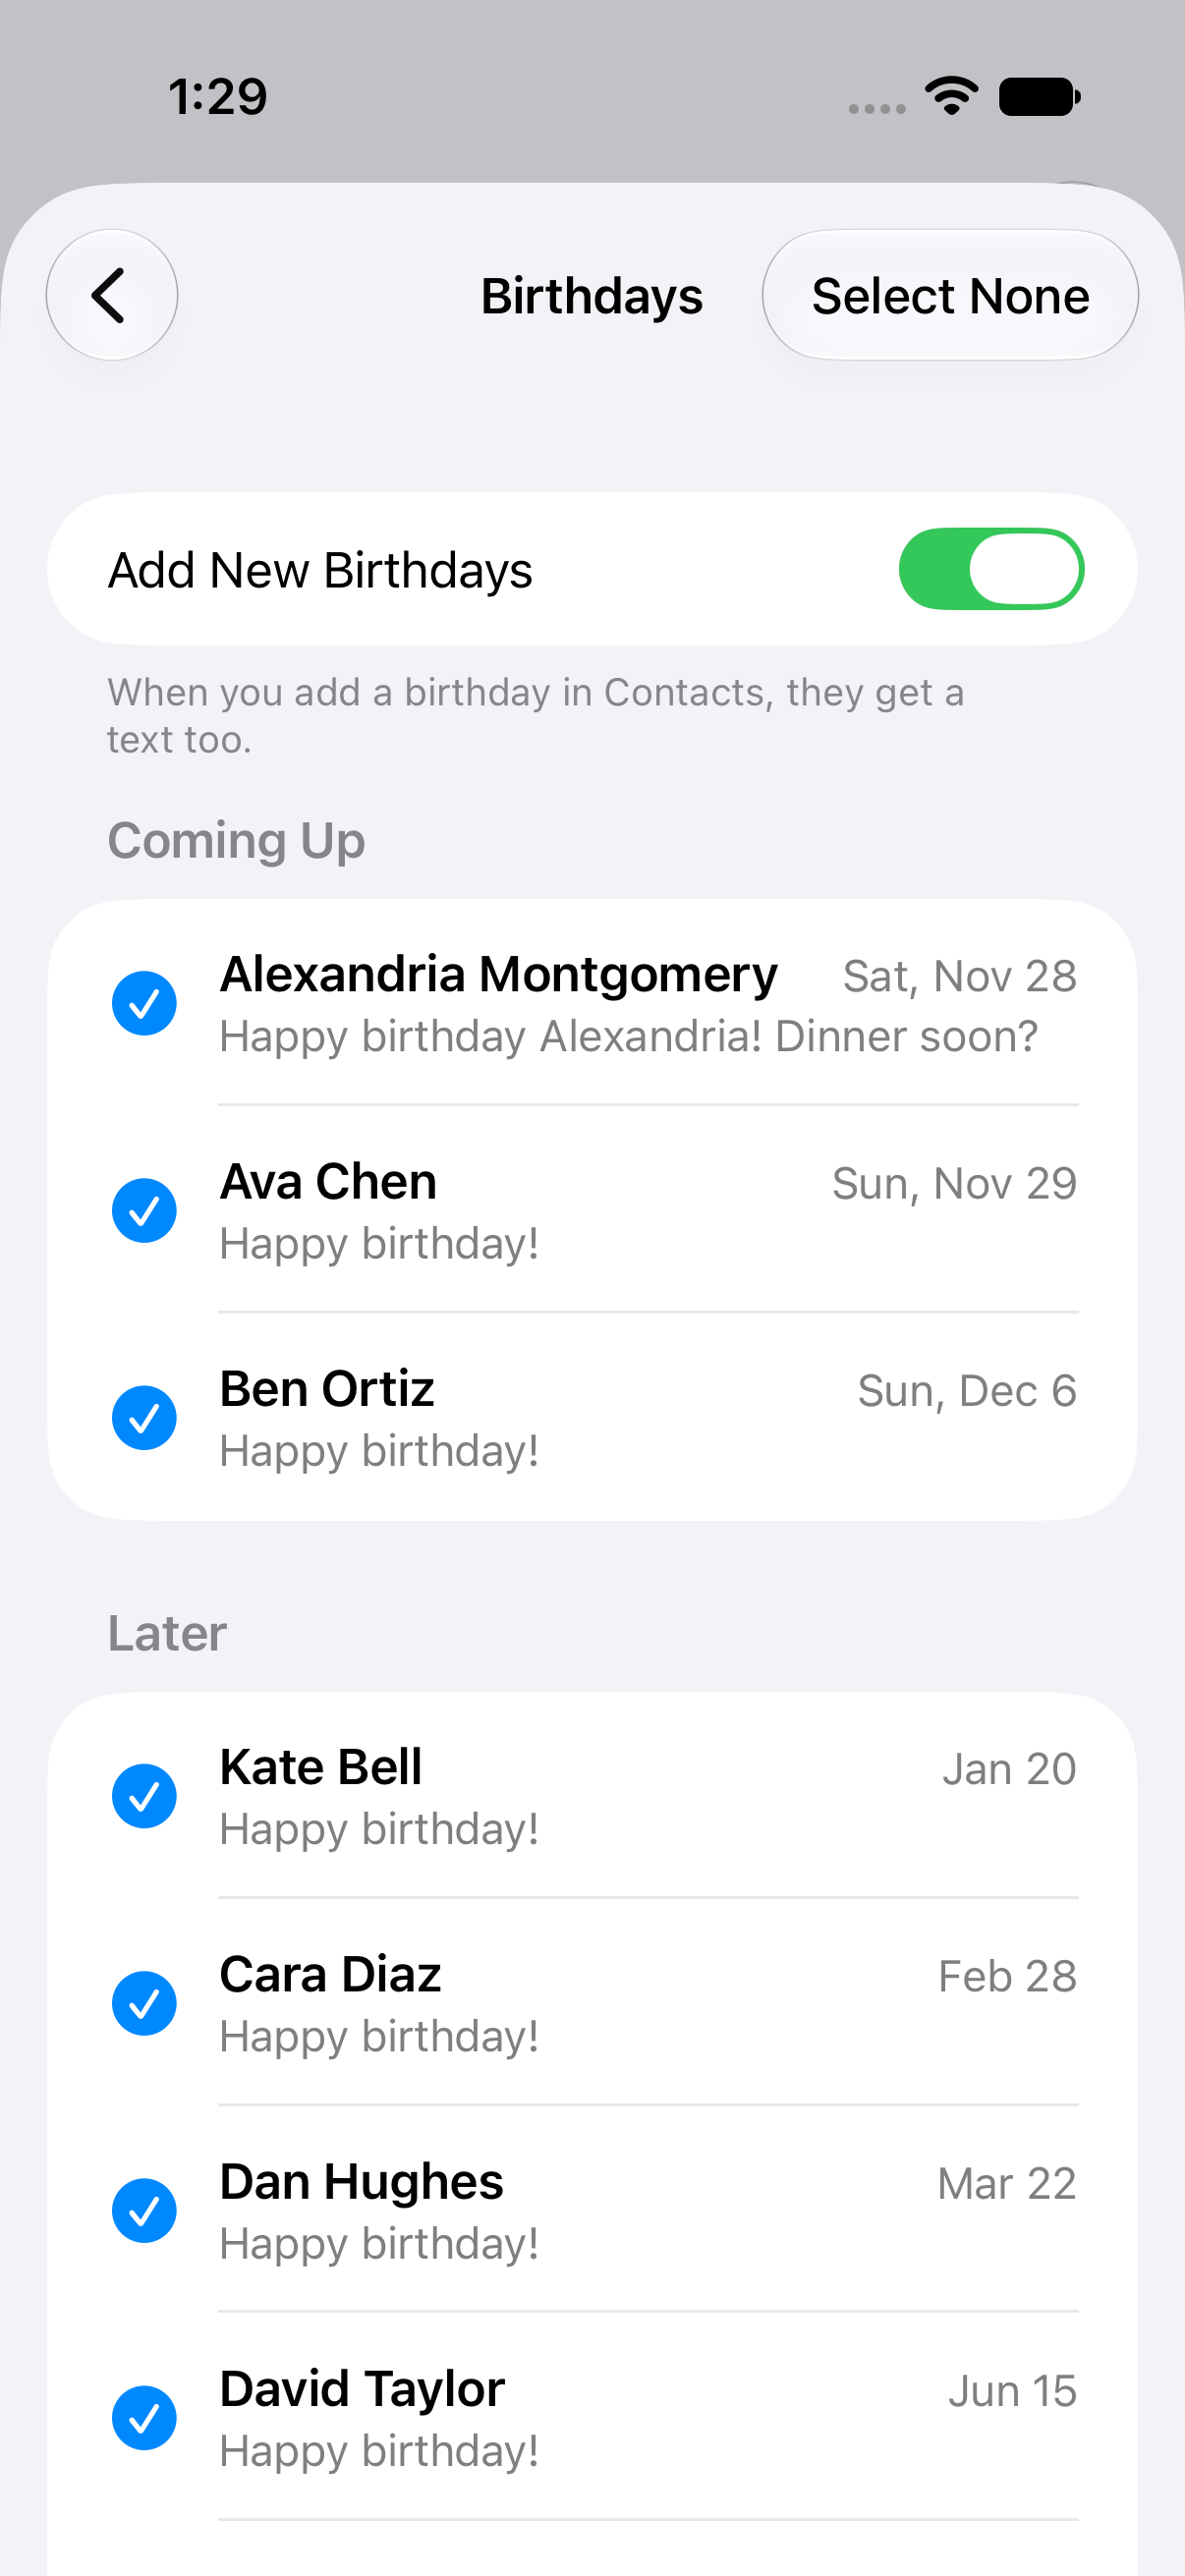 1:29
Birthdays
Select None
Add New Birthdays
When you add a birthday in Contacts, they get a
text too.
Coming Up
Alexandria Montgomery Sat, Nov 28
Happy birthday Alexandria! Dinner soon?
Ava Chen Sun, Nov 29
Happy birthday!
Ben Ortiz Sun, Dec 6
Happy birthday!
Later
Kate Bell Jan 20
Happy birthday!
Cara Diaz Feb 28
Happy birthday!
Dan Hughes Mar 22
Happy birthday!
David Taylor Jun 15
Happy birthday!